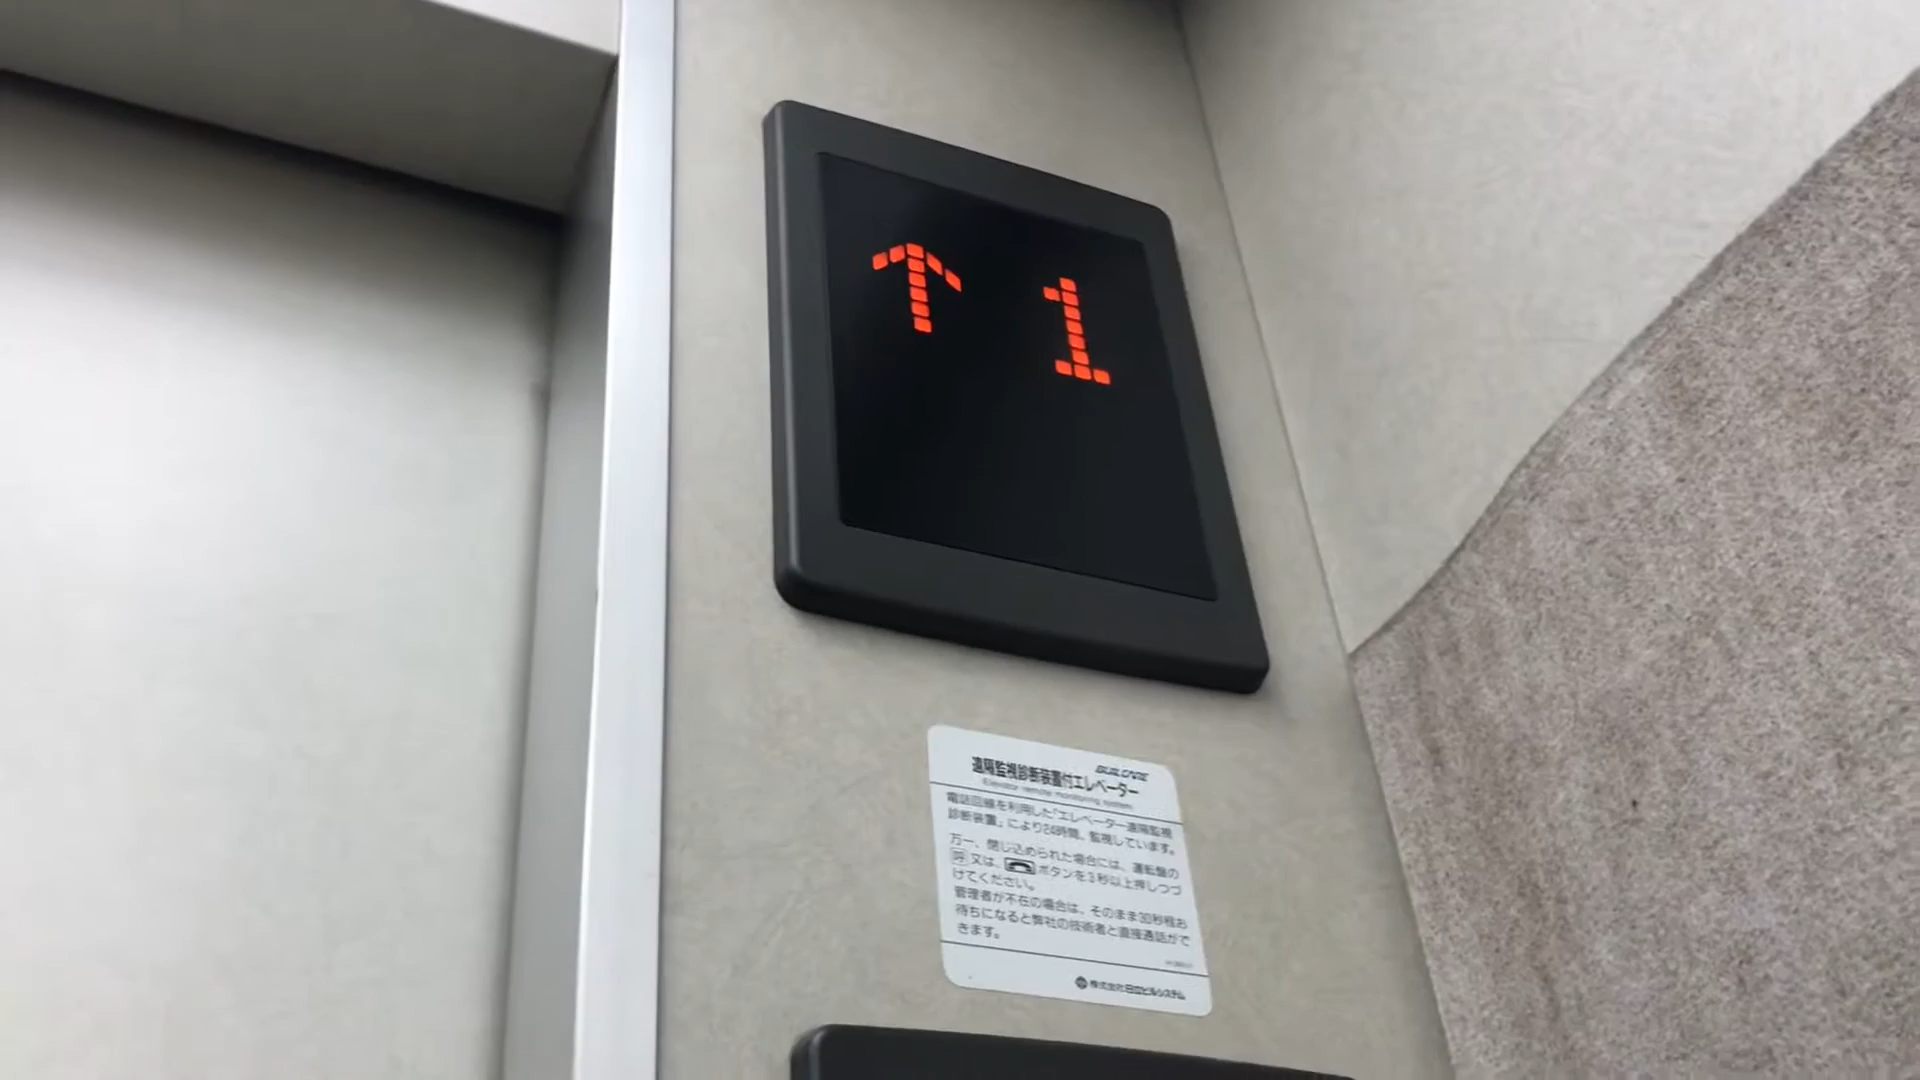 ↑ 1
BUILCARE
遠隔監視診断装置付エレベーター
Elevator remote monitoring system
電話回線を利用した「エレベーター遠隔監視
診断装置」により24時間、監視しています。
万一、閉じ込められた場合には、運転盤の
呼 又は、ボタンを3秒以上押しつづ
けてください。
管理者が不在の場合は、そのまま30秒程お
待ちになると弊社の技術者と直接通話がで
きます。
株式会社日立ビルシステム